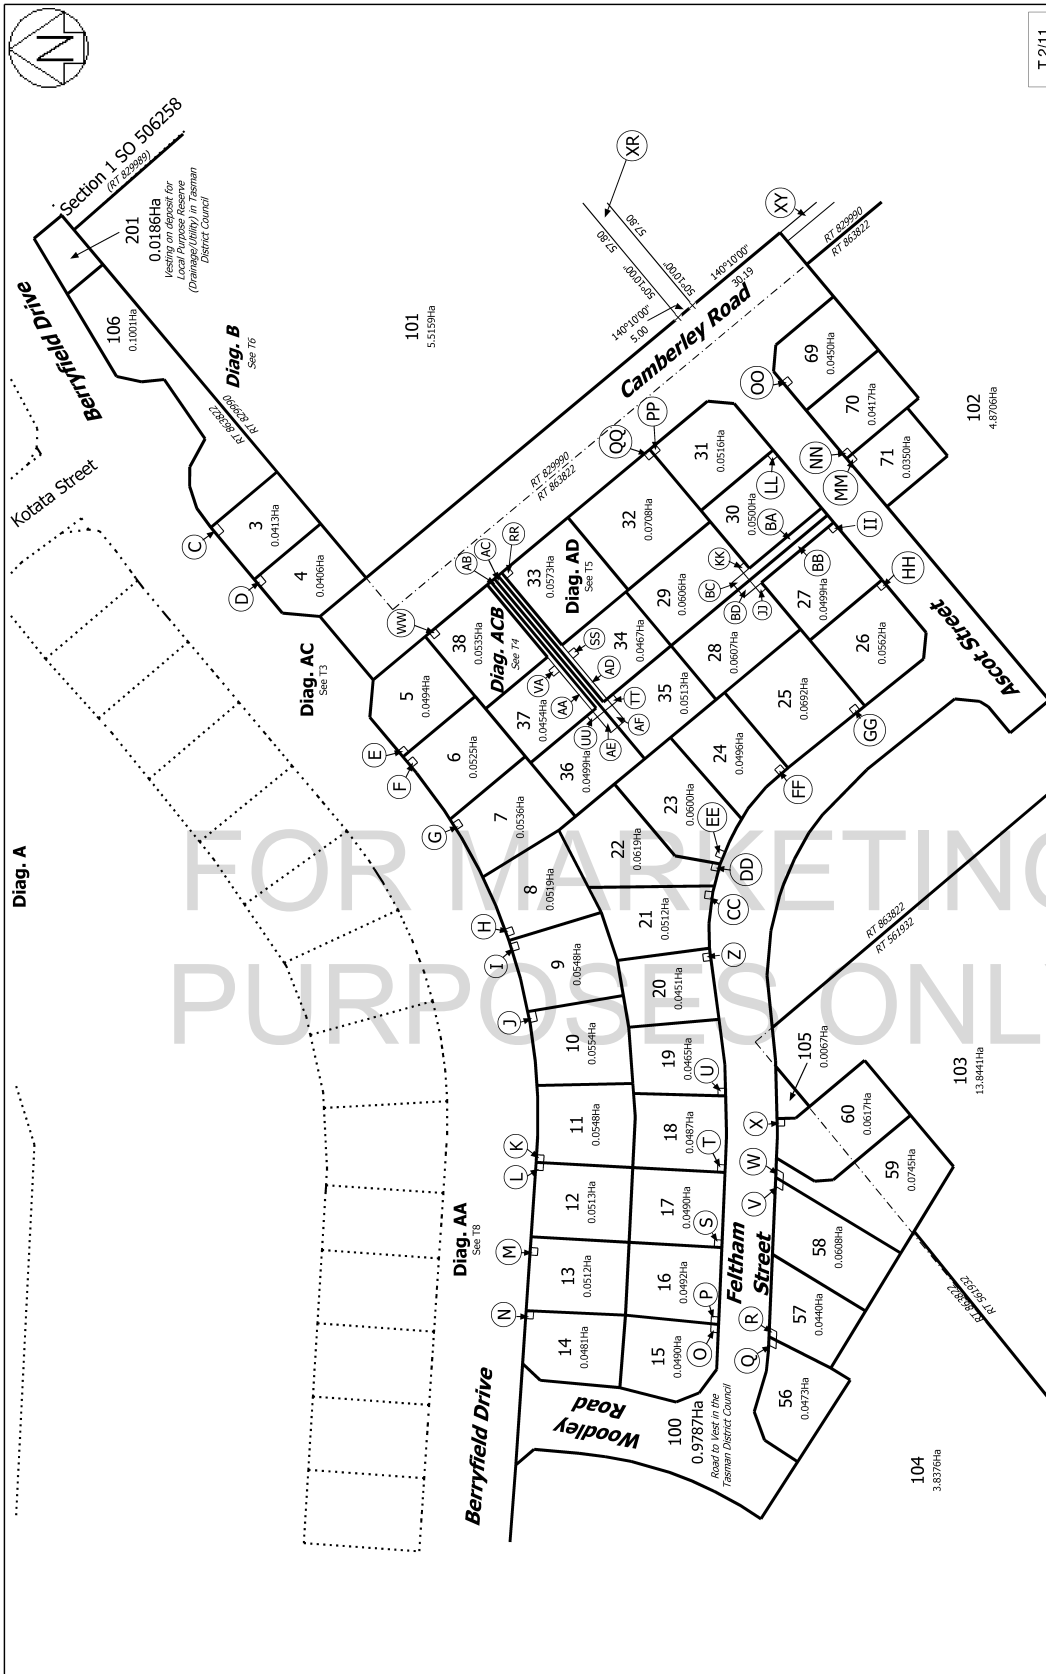 N
T 2/11
Diag. A
Section 1 SO 506258
(RT 829989)
201
0.0186Ha
Vesting on deposit for
Local Purpose Reserve
(Drainage/Utility) in Tasman
District Council
Berryfield Drive
106
0.1001Ha
Kotata Street
Diag. B
See T6
RT 863822
RT 829990
101
5.5159Ha
XR
57.80
50°10'00"
57.80
50°10'00"
140°10'00"
5.00
140°10'00"
30.19
XY
RT 829990
RT 863822
Camberley Road
C
3
0.0413Ha
D
4
0.0406Ha
Diag. AC
See T3
WW
RT 829990
RT 863822
QQ
PP
OO
69
0.0450Ha
70
0.0417Ha
71
0.0350Ha
NN
MM
102
4.8706Ha
31
0.0516Ha
LL
32
0.0708Ha
30
0.0500Ha
BA
II
BB
KK
BC
BD
JJ
27
0.0499Ha
HH
26
0.0562Ha
Ascot Street
AB
AC
RR
33
0.0573Ha
Diag. AD
See T5
29
0.0606Ha
28
0.0607Ha
25
0.0692Ha
GG
38
0.0535Ha
Diag. ACB
See T4
SS
34
0.0467Ha
AD
VA
AA
TT
AF
UU
AE
35
0.0513Ha
37
0.0454Ha
36
0.0499Ha
5
0.0494Ha
E
F
6
0.0525Ha
G
7
0.0536Ha
24
0.0496Ha
FF
23
0.0600Ha
EE
DD
22
0.0619Ha
CC
8
0.0519Ha
H
I
21
0.0512Ha
Z
9
0.0548Ha
J
20
0.0451Ha
10
0.0554Ha
19
0.0465Ha
U
RT 863822
RT 561932
105
0.0067Ha
103
13.8441Ha
11
0.0548Ha
K
L
18
0.0487Ha
T
X
60
0.0617Ha
W
V
59
0.0745Ha
Diag. AA
See T8
12
0.0513Ha
M
17
0.0490Ha
S
Feltham
Street
58
0.0608Ha
RT 863822
RT 561932
13
0.0512Ha
N
16
0.0492Ha
P
O
R
Q
57
0.0440Ha
14
0.0481Ha
15
0.0490Ha
56
0.0473Ha
Berryfield Drive
Woodley
Road
100
0.9787Ha
Road to Vest in the
Tasman District Council
104
3.8376Ha
FOR MARKETING
PURPOSES ONL